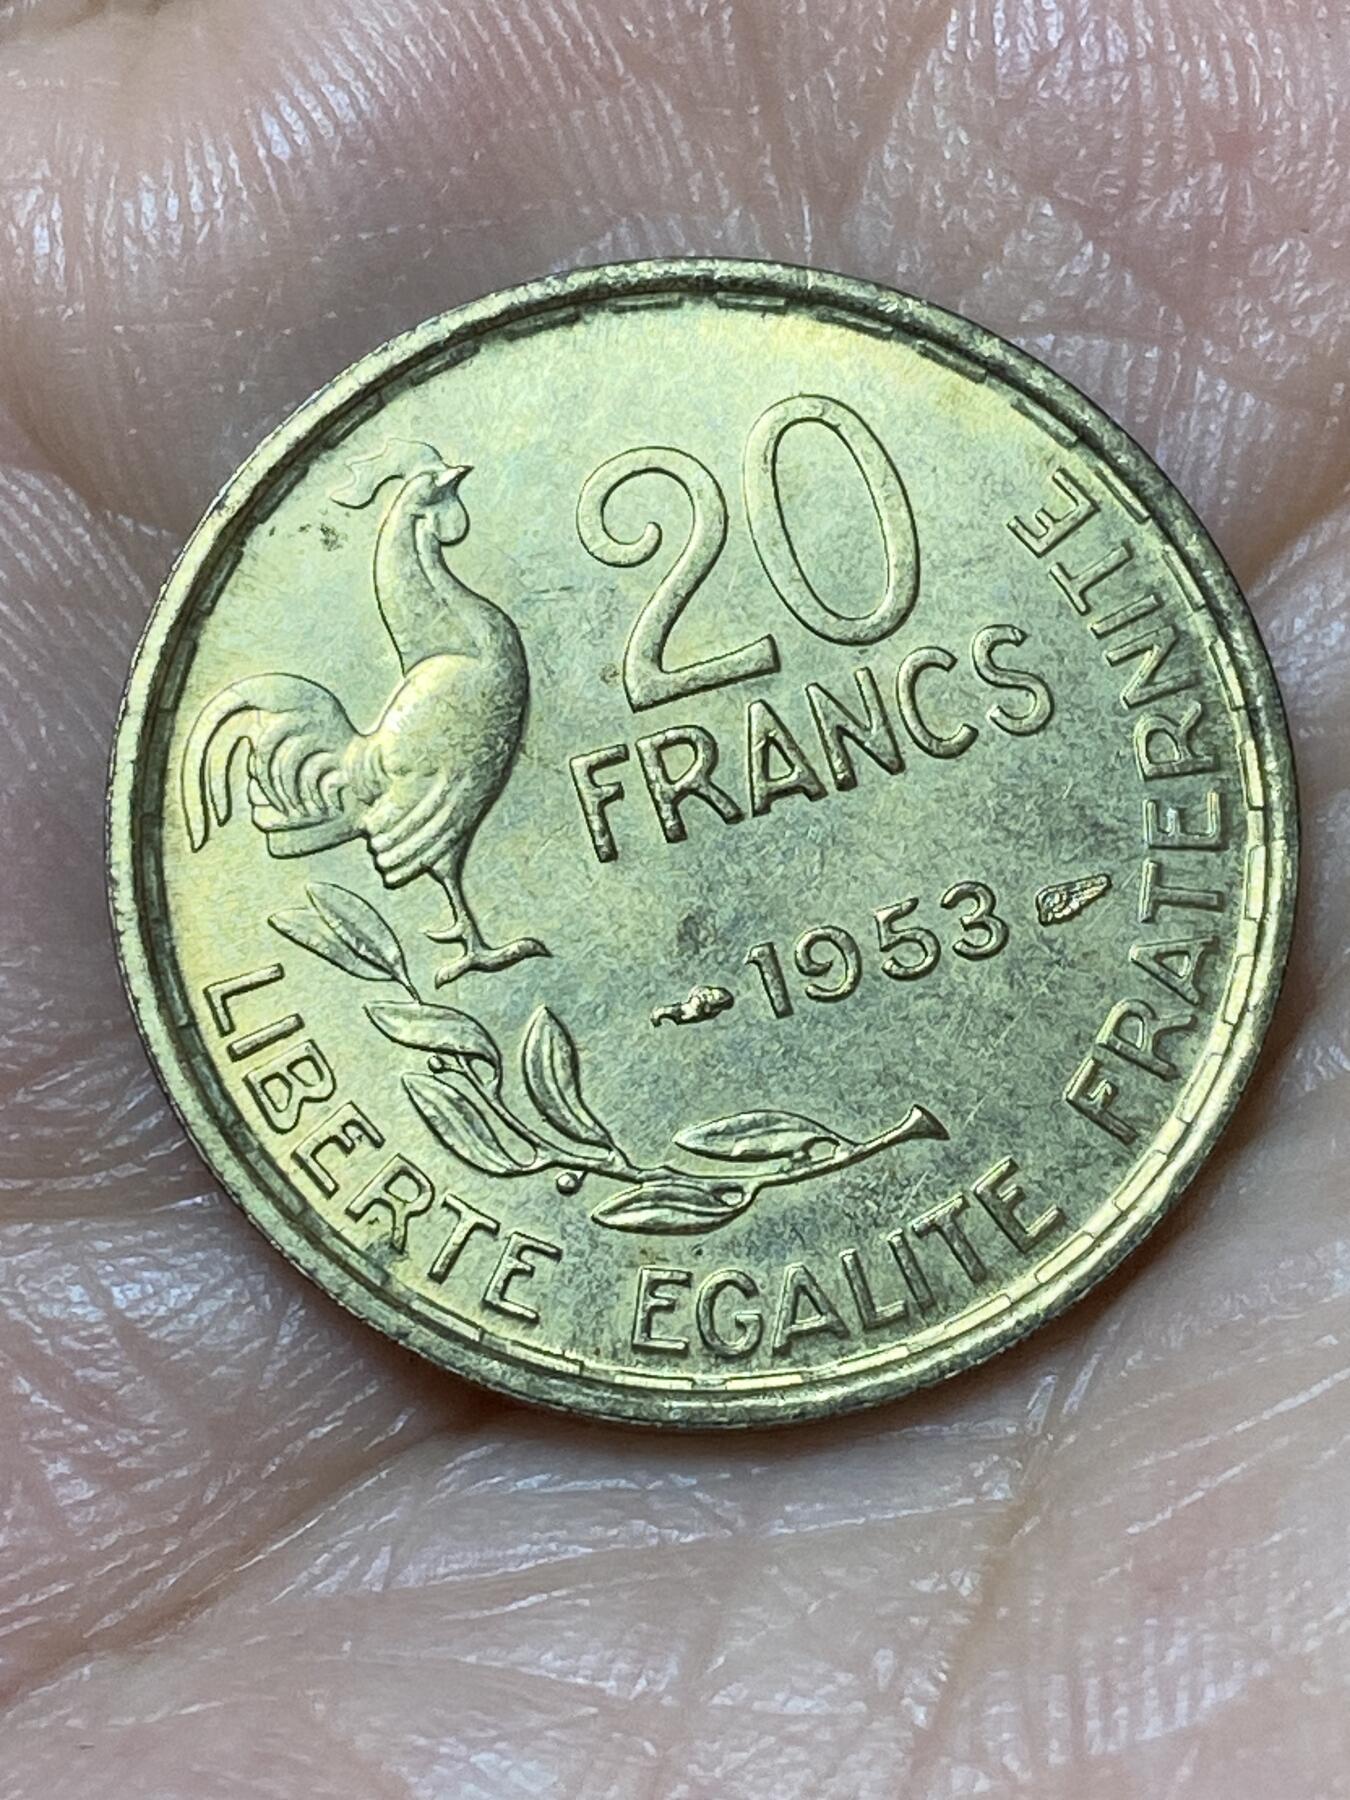 20
FRANCS
1953
LIBERTE EGALITE FRATERNITE